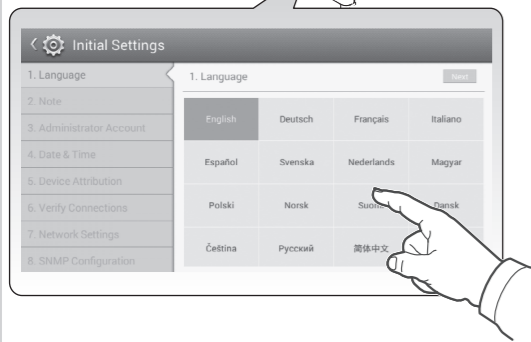 Initial Settings
1. Language
2. Note
3. Administrator Account
4. Date & Time
5. Device Attribution
6. Verify Connections
7. Network Settings
8. SNMP Configuration
1. Language
Next
English Deutsch Français Italiano
Español Svenska Nederlands Magyar
Polski Norsk Dansk
Čeština Русский 简体中文